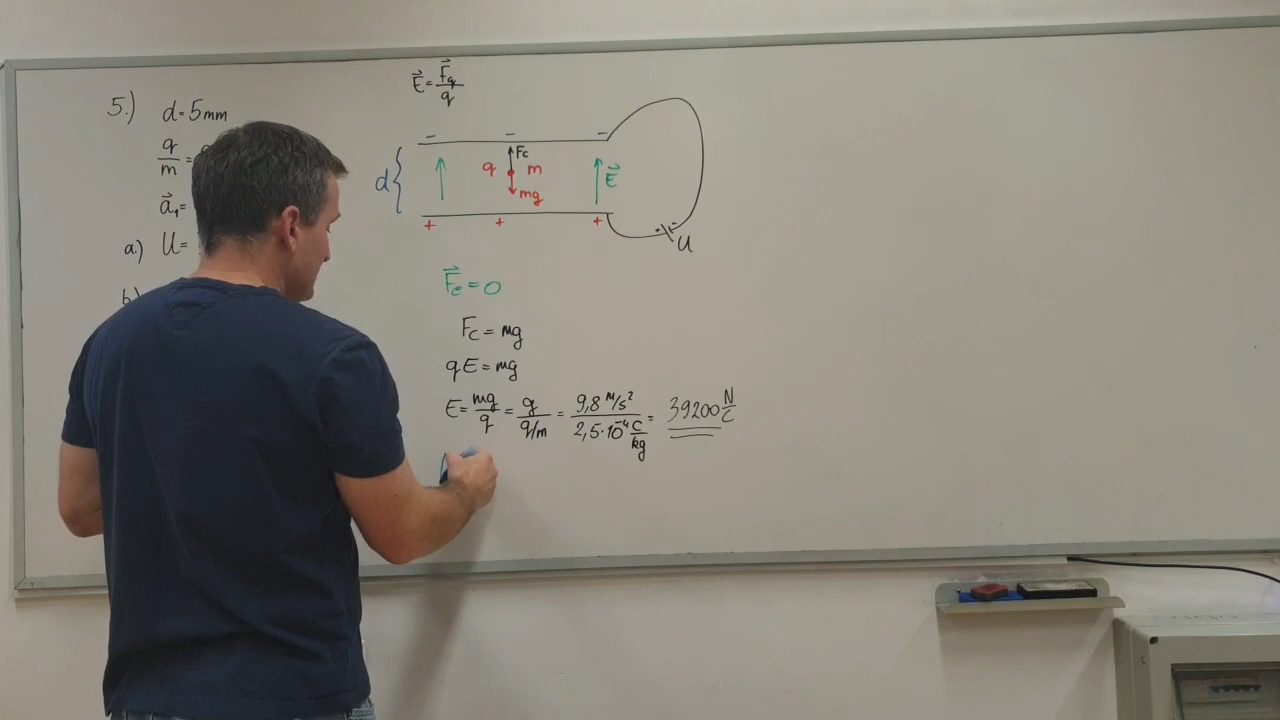 E⃗ = F⃗q/q
5.) d=5mm
q/m =
a⃗₁=
a.) U=
b)
- - -
Fc
d{ q m E⃗
mg
+ + +
+ - U
F⃗e = 0
Fc = mg
qE = mg
E = mg/q = g/(q/m) = 9,8 m/s² / 2,5·10⁻⁴ C/kg = 39200 N/C